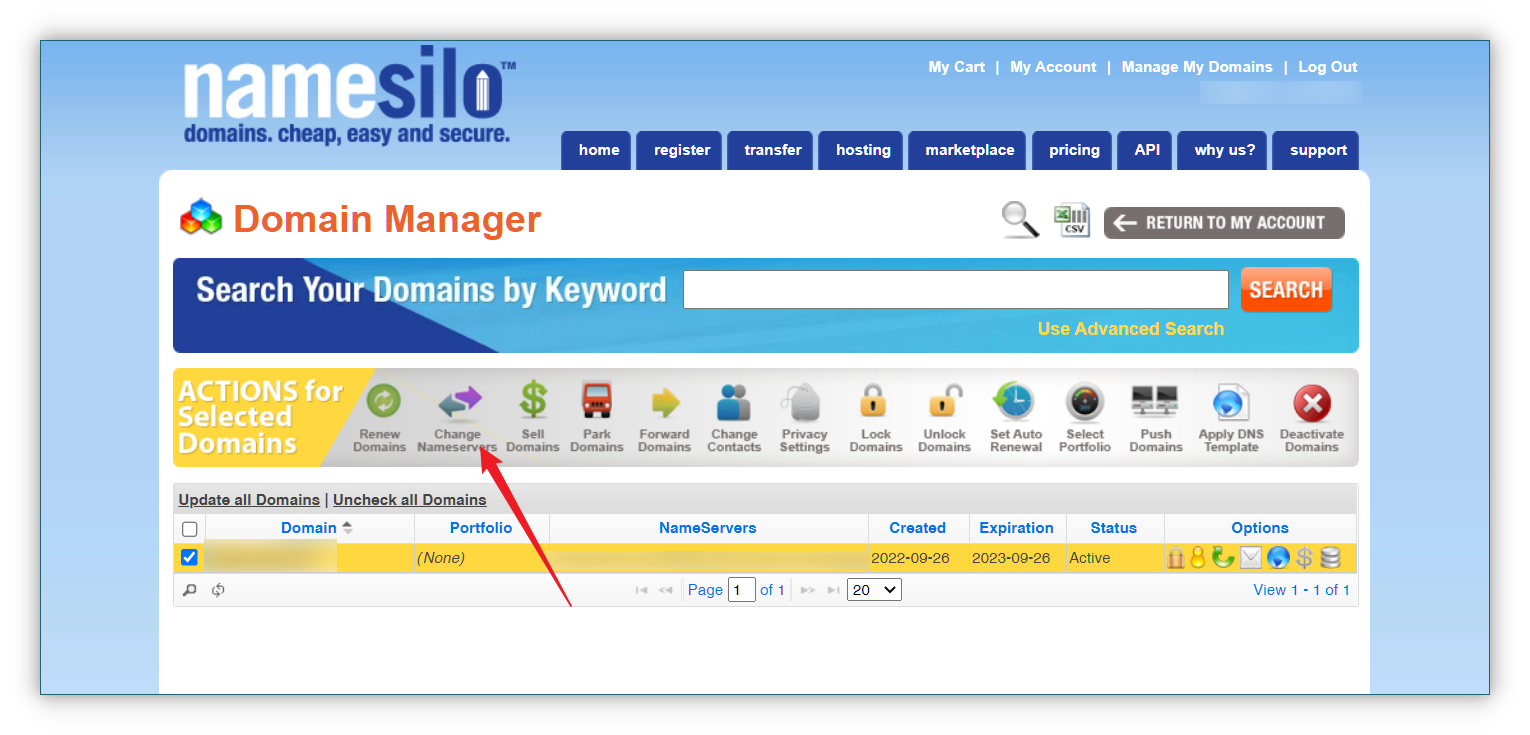 namesilo™
domains. cheap, easy and secure.
My Cart | My Account | Manage My Domains | Log Out
home register transfer hosting marketplace pricing API why us? support
Domain Manager
CSV
RETURN TO MY ACCOUNT
Search Your Domains by Keyword
SEARCH
Use Advanced Search
ACTIONS for
Selected
Domains
Renew
Domains
Change
Nameservers
Sell
Domains
Park
Domains
Forward
Domains
Change
Contacts
Privacy
Settings
Lock
Domains
Unlock
Domains
Set Auto
Renewal
Select
Portfolio
Push
Domains
Apply DNS
Template
Deactivate
Domains
Update all Domains | Uncheck all Domains
Domain Portfolio NameServers Created Expiration Status Options
(None) 2022-09-26 2023-09-26 Active
Page 1 of 1 20 View 1 - 1 of 1